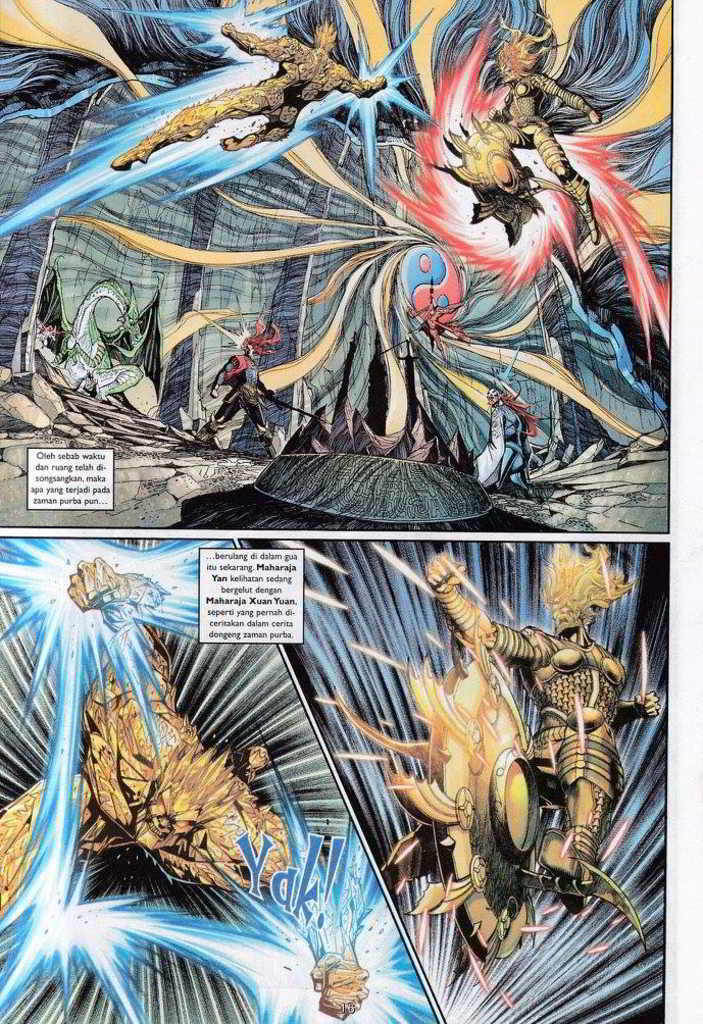 Oleh sebab waktu
dan ruang telah di-
songsangkan, maka
apa yang terjadi pada
zaman purba pun...
...berulang di dalam gua
itu sekarang. Maharaja
Yan kelihatan sedang
bergelut dengan
Maharaja Xuan Yuan,
seperti yang pernah di-
ceritakan dalam cerita
dongeng zaman purba.
Yak!
16